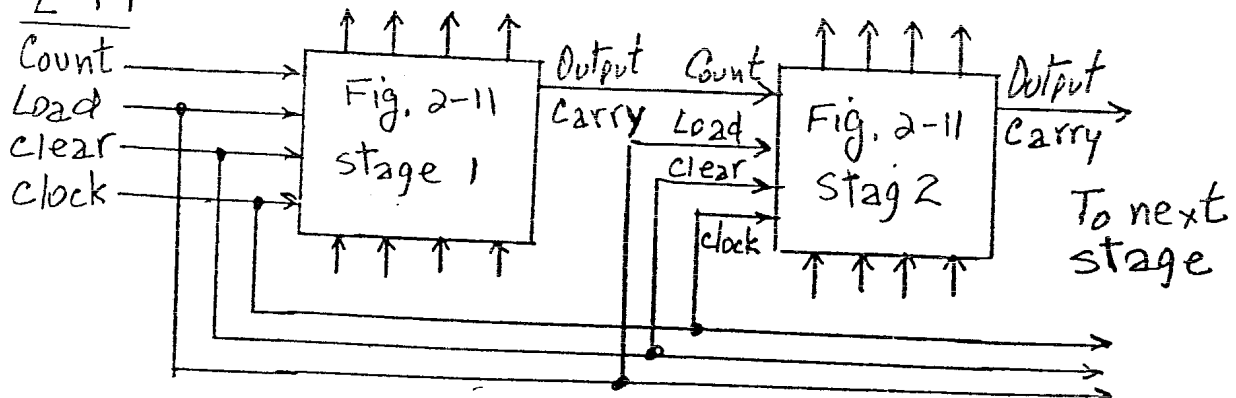 Count
Load
clear
clock
Fig. 2-11
stage 1
Output
Carry
Count
Load
clear
clock
Fig. 2-11
Stag 2
Output
Carry
To next
stage